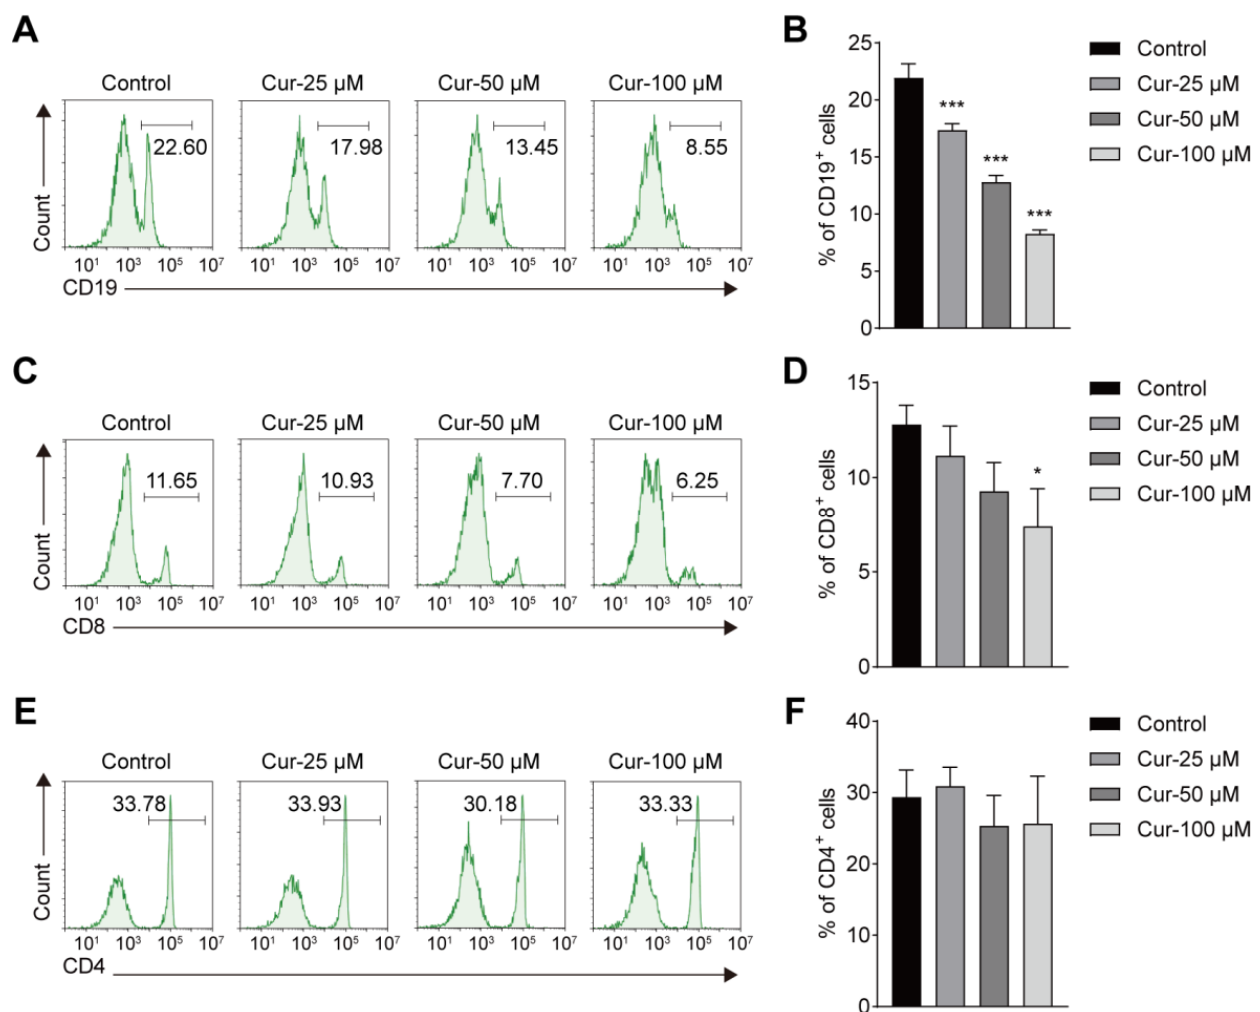 A
Control
Cur-25 µM
Cur-50 µM
Cur-100 µM
Count
22.60
17.98
13.45
8.55
10¹ 10³ 10⁵ 10⁷
10¹ 10³ 10⁵ 10⁷
10¹ 10³ 10⁵ 10⁷
10¹ 10³ 10⁵ 10⁷
CD19
B
% of CD19⁺ cells
25
20
15
10
5
0
***
***
***
Control
Cur-25 µM
Cur-50 µM
Cur-100 µM
C
Control
Cur-25 µM
Cur-50 µM
Cur-100 µM
Count
11.65
10.93
7.70
6.25
10¹ 10³ 10⁵ 10⁷
10¹ 10³ 10⁵ 10⁷
10¹ 10³ 10⁵ 10⁷
10¹ 10³ 10⁵ 10⁷
CD8
D
% of CD8⁺ cells
15
10
5
0
*
Control
Cur-25 µM
Cur-50 µM
Cur-100 µM
E
Control
Cur-25 µM
Cur-50 µM
Cur-100 µM
Count
33.78
33.93
30.18
33.33
10¹ 10³ 10⁵ 10⁷
10¹ 10³ 10⁵ 10⁷
10¹ 10³ 10⁵ 10⁷
10¹ 10³ 10⁵ 10⁷
CD4
F
% of CD4⁺ cells
40
30
20
10
0
Control
Cur-25 µM
Cur-50 µM
Cur-100 µM